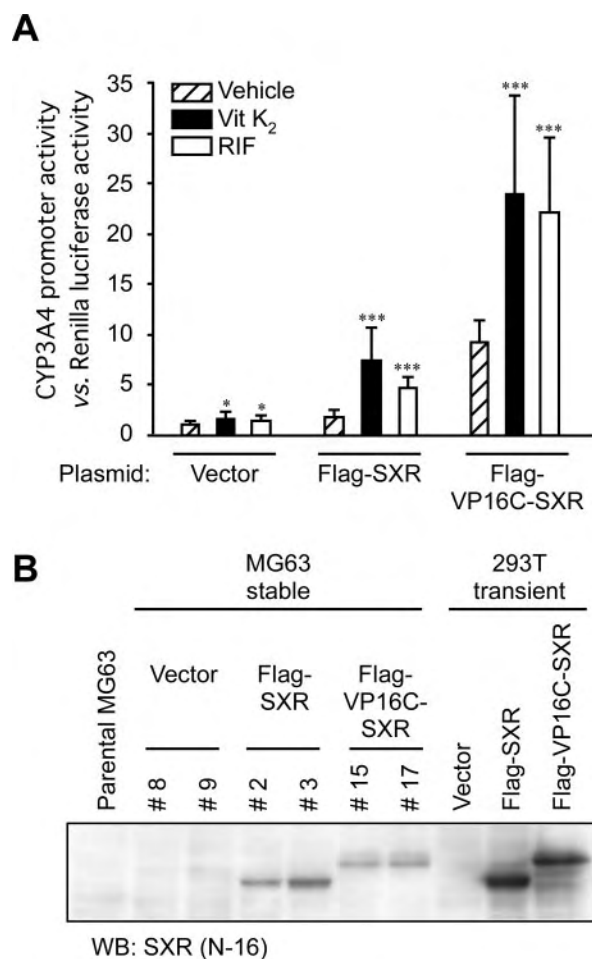 A
CYP3A4 promoter activity
vs. Renilla luciferase activity
35
30
25
20
15
10
5
0
Vehicle
Vit K₂
RIF
* *
*** ***
*** ***
Plasmid: Vector Flag-SXR Flag-
VP16C-SXR
B
MG63
stable
293T
transient
Parental MG63
Vector
Flag-
SXR
Flag-
VP16C-
SXR
# 8
# 9
# 2
# 3
# 15
# 17
Vector
Flag-SXR
Flag-VP16C-SXR
WB: SXR (N-16)